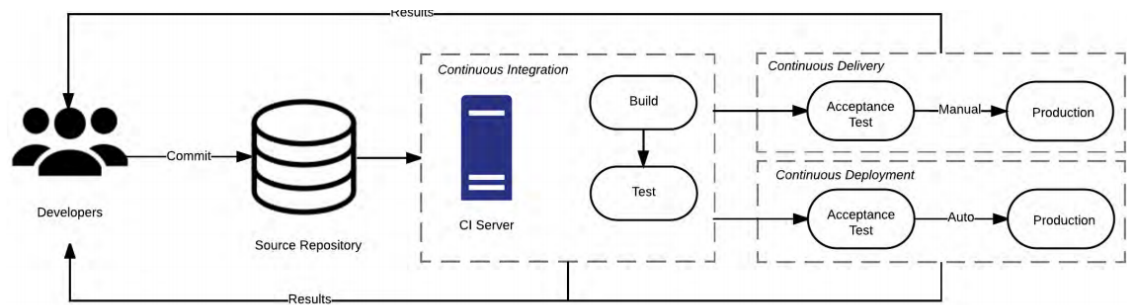 Results
Continuous Integration
Continuous Delivery
Build
Acceptance
Test
Manual
Production
Commit
Continuous Deployment
Test
Developers
CI Server
Acceptance
Test
Auto
Production
Source Repository
Results